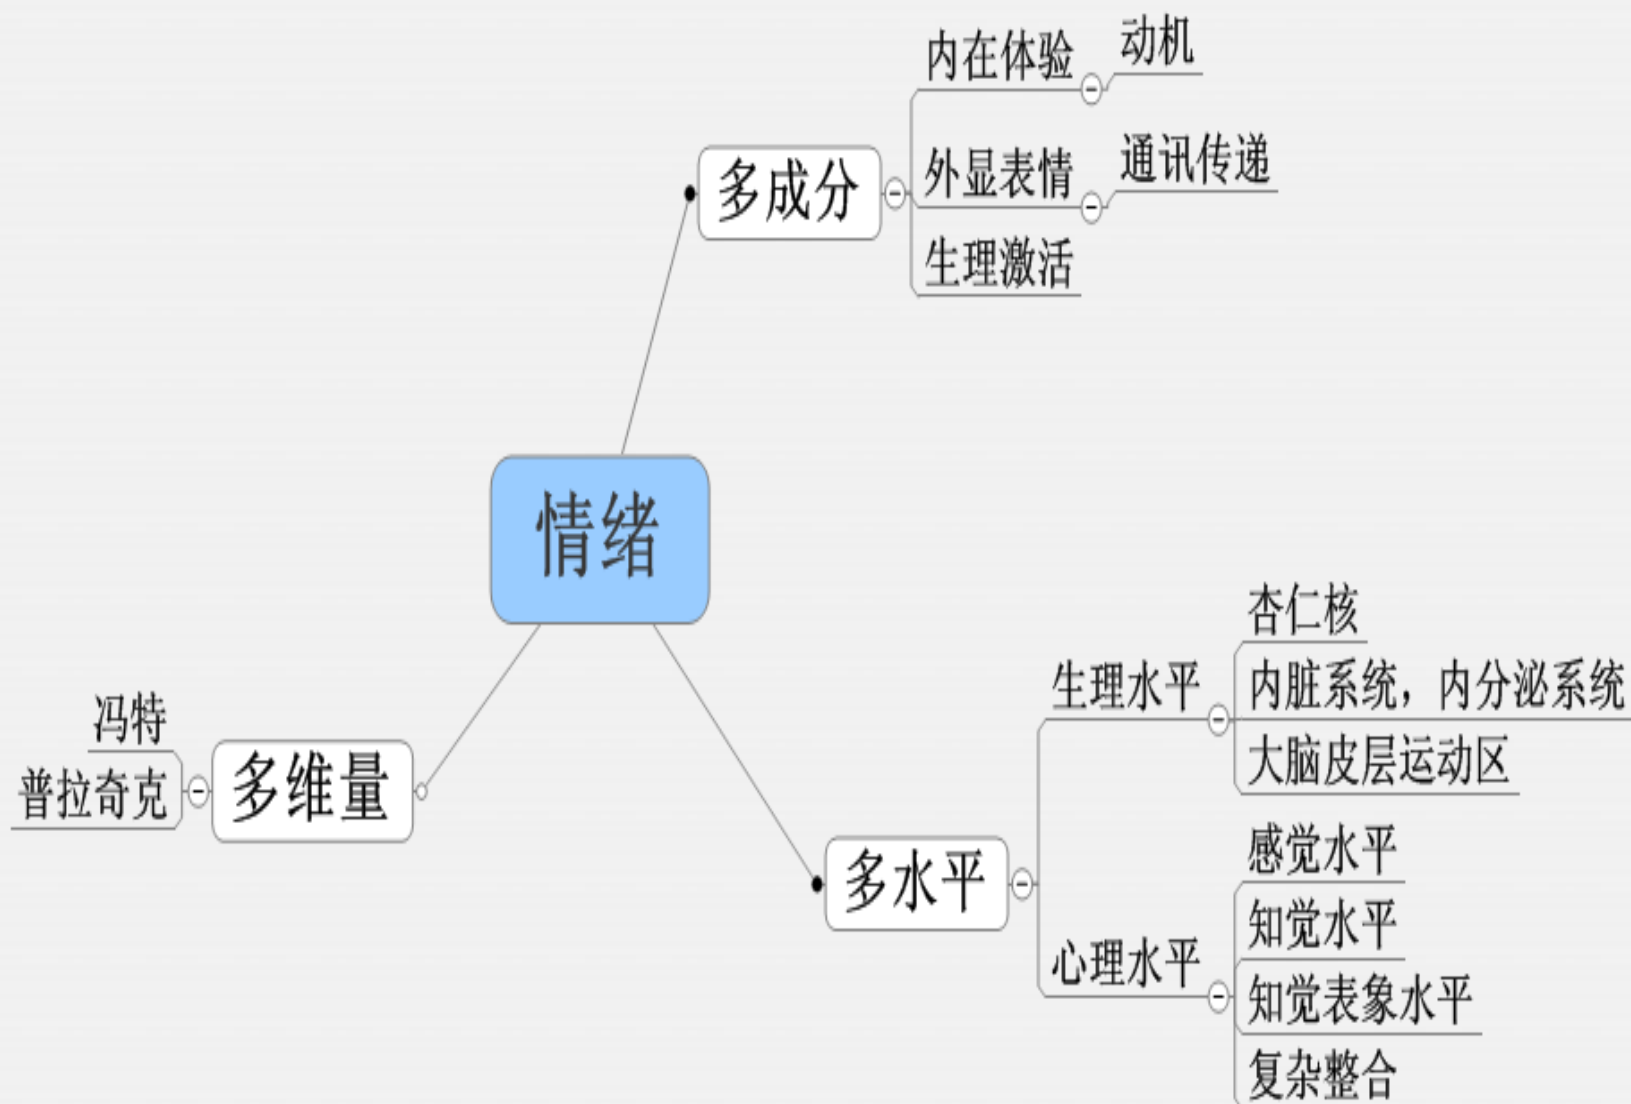 情绪
多成分
内在体验
动机
外显表情
通讯传递
生理激活
多水平
生理水平
杏仁核
内脏系统，内分泌系统
大脑皮层运动区
心理水平
感觉水平
知觉水平
知觉表象水平
复杂整合
多维量
冯特
普拉奇克